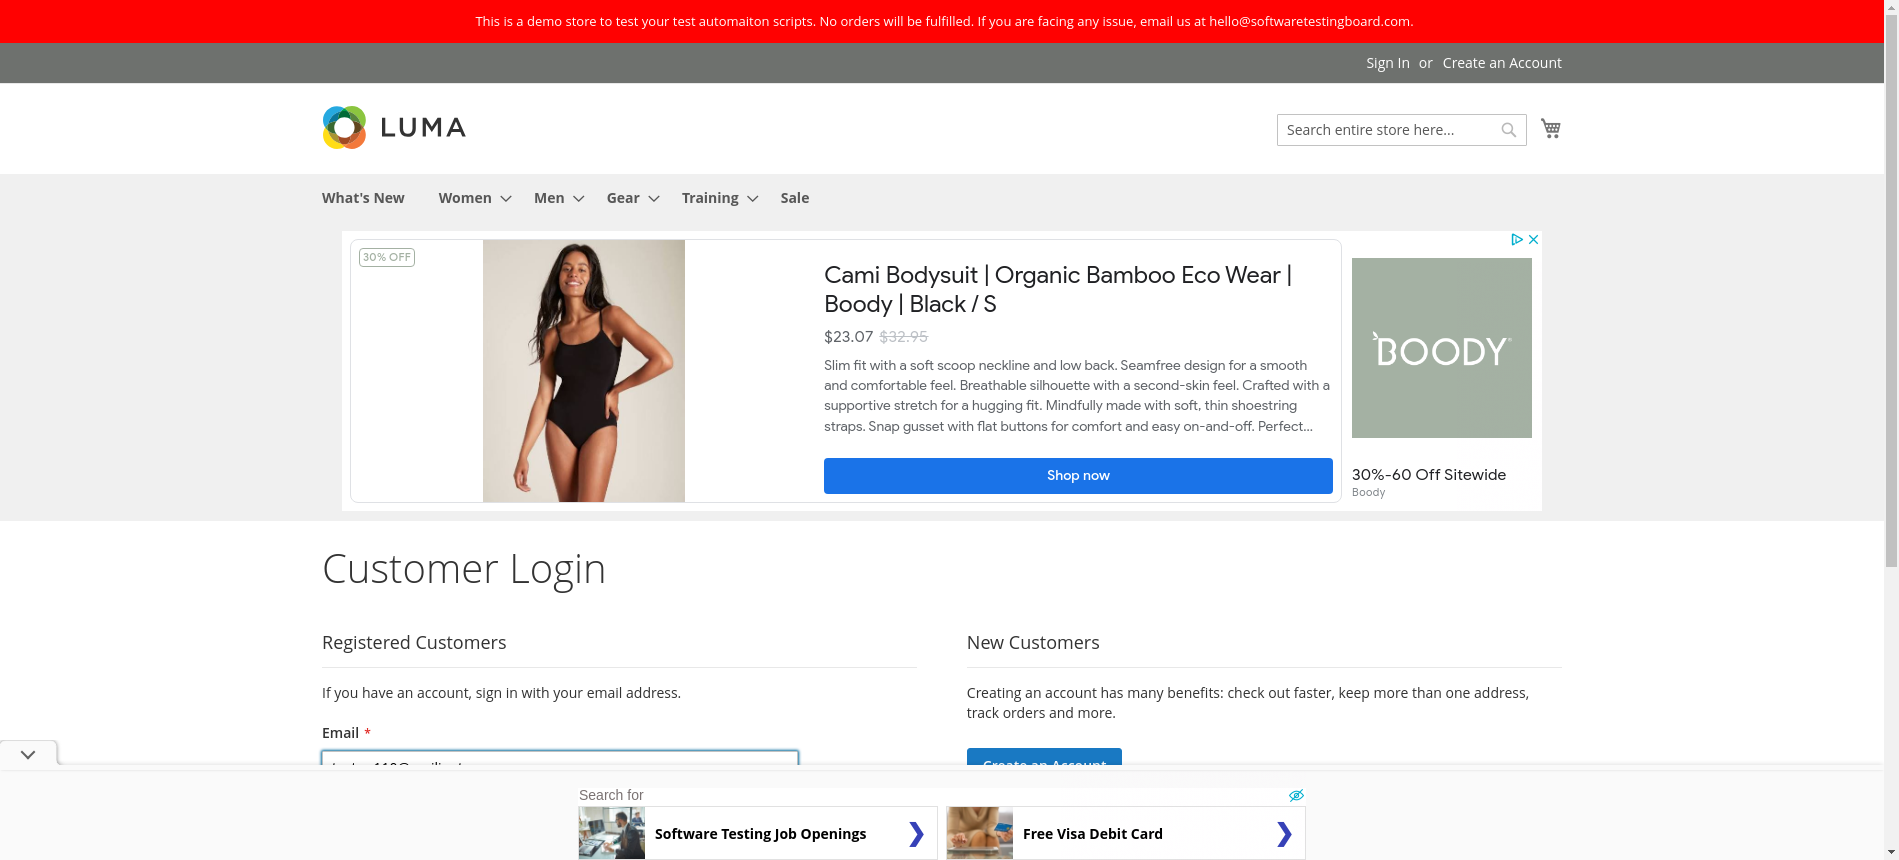 This is a demo store to test your test automaiton scripts. No orders will be fulfilled. If you are facing any issue, email us at hello@softwaretestingboard.com.
Sign In or Create an Account
LUMA
Search entire store here...
What's New Women Men Gear Training Sale
30% OFF
Cami Bodysuit | Organic Bamboo Eco Wear |
Boody | Black / S
$23.07 $32.95
Slim fit with a soft scoop neckline and low back. Seamfree design for a smooth
and comfortable feel. Breathable silhouette with a second-skin feel. Crafted with a
supportive stretch for a hugging fit. Mindfully made with soft, thin shoestring
straps. Snap gusset with flat buttons for comfort and easy on-and-off. Perfect...
Shop now
BOODY
30%-60 Off Sitewide
Boody
Customer Login
Registered Customers
If you have an account, sign in with your email address.
Email *
New Customers
Creating an account has many benefits: check out faster, keep more than one address,
track orders and more.
Create an Account
Search for
Software Testing Job Openings
Free Visa Debit Card